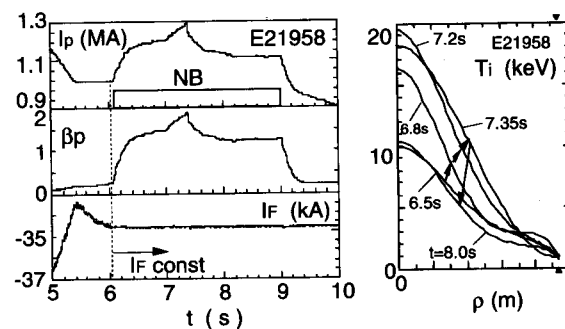 1.3
Ip (MA)
E21958
1.1
NB
0.9
2
βp
1
0
IF (kA)
-35
IF const
-37
5 6 7 8 9 10
t (s)
20
7.2s
E21958
Ti (keV)
6.8s
7.35s
10
6.5s
t=8.0s
0
ρ (m)